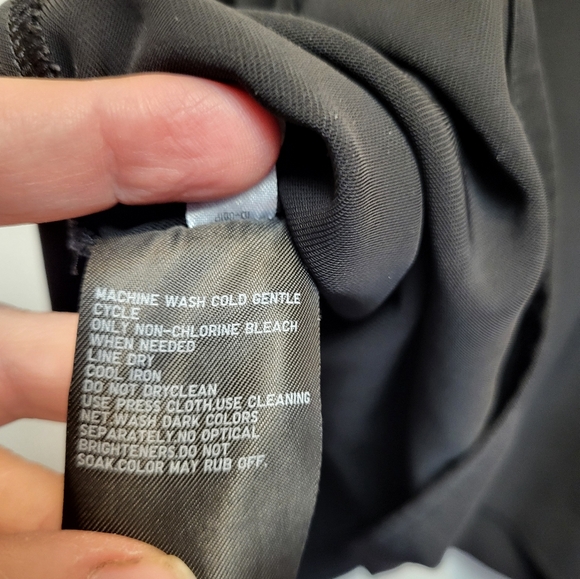 MACHINE WASH COLD GENTLE
CYCLE
ONLY NON-CHLORINE BLEACH
WHEN NEEDED
LINE DRY
COOL IRON
DO NOT DRYCLEAN
USE PRESS CLOTH.USE CLEANING
NET.WASH DARK COLORS
SEPARATELY.NO OPTICAL
BRIGHTENERS.DO NOT
SOAK.COLOR MAY RUB OFF.